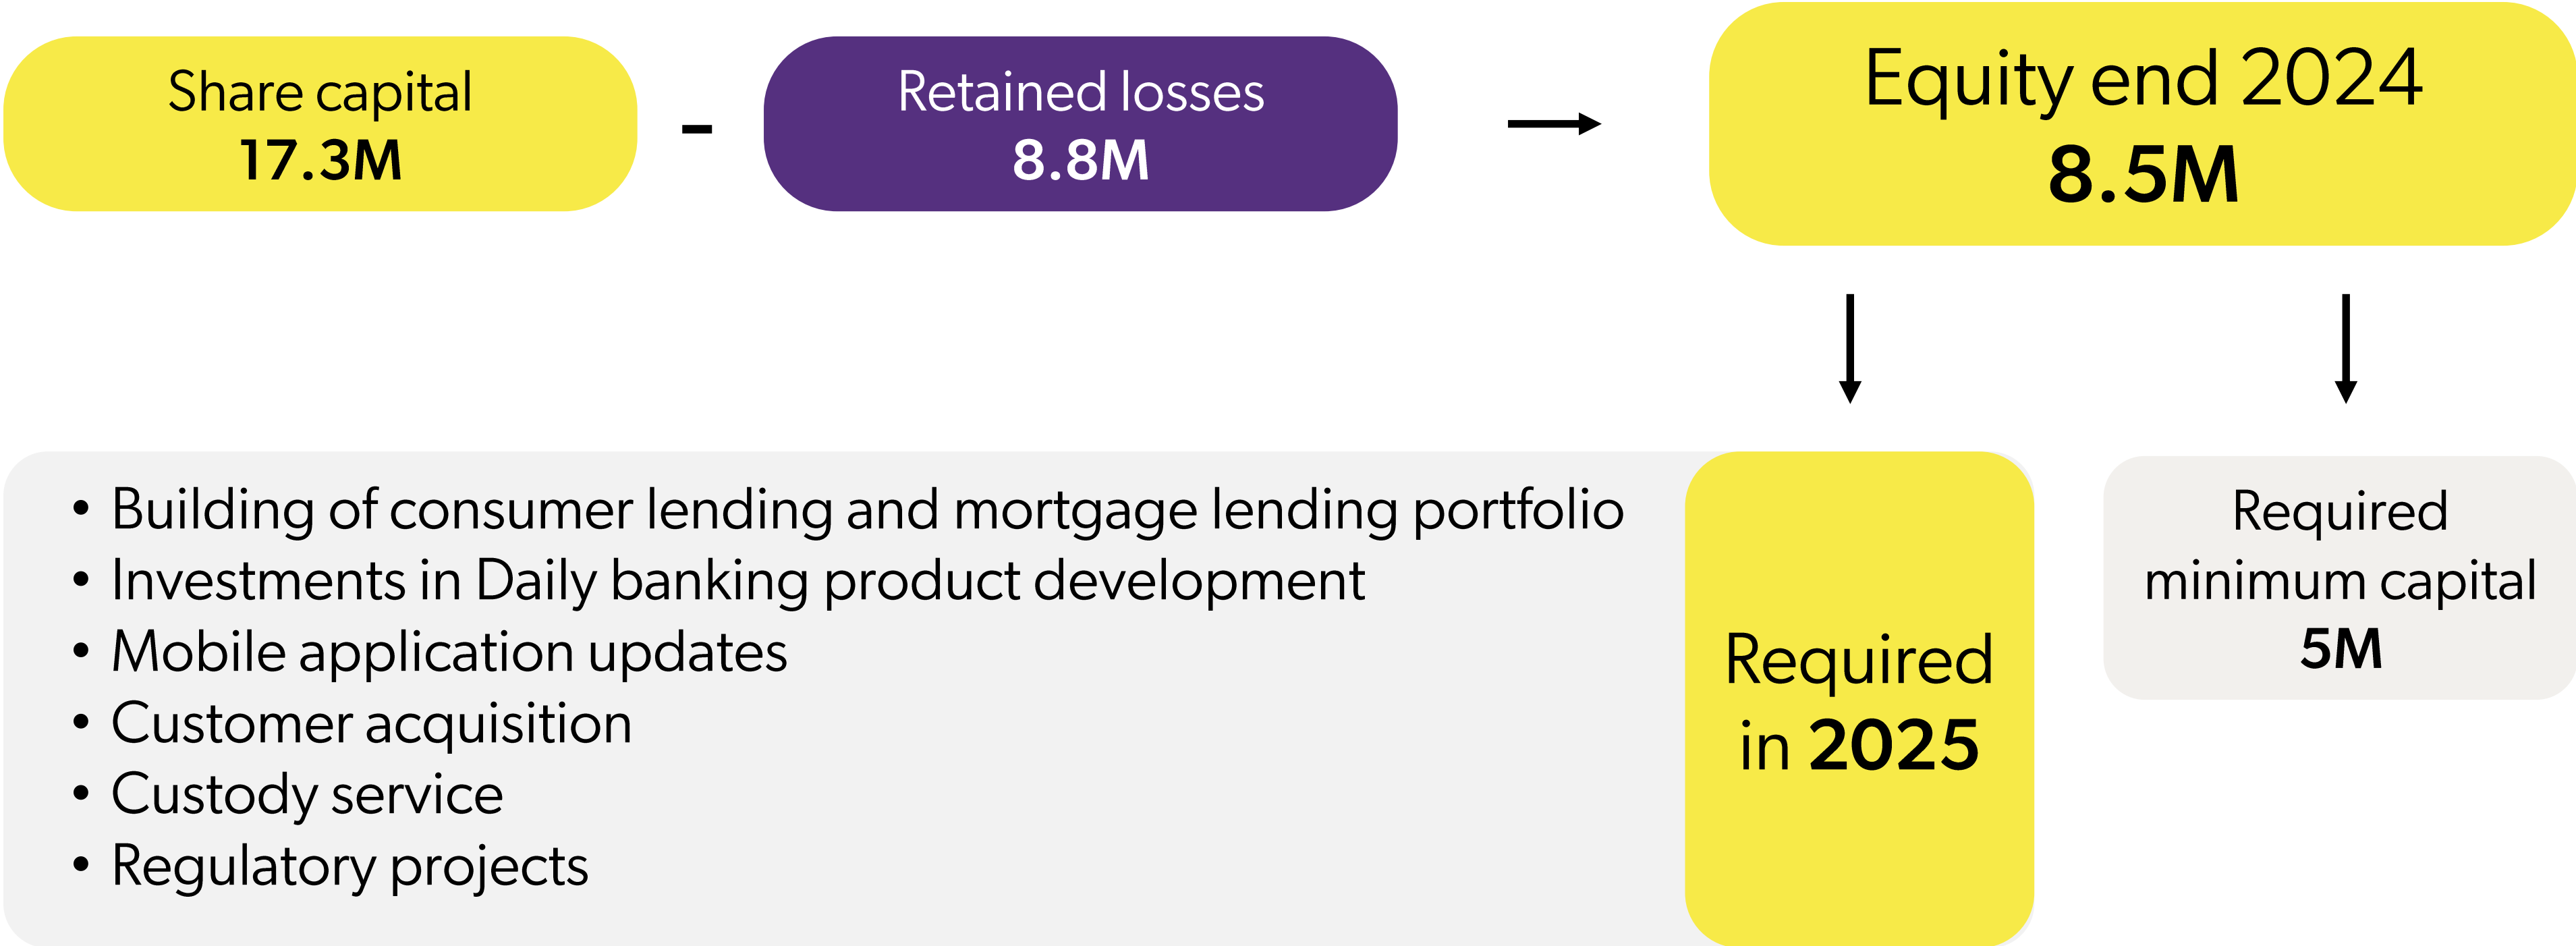 Share capital
17.3M
-
Retained losses
8.8M
Equity end 2024
8.5M
• Building of consumer lending and mortgage lending portfolio
• Investments in Daily banking product development
• Mobile application updates
• Customer acquisition
• Custody service
• Regulatory projects
Required
in 2025
Required
minimum capital
5M